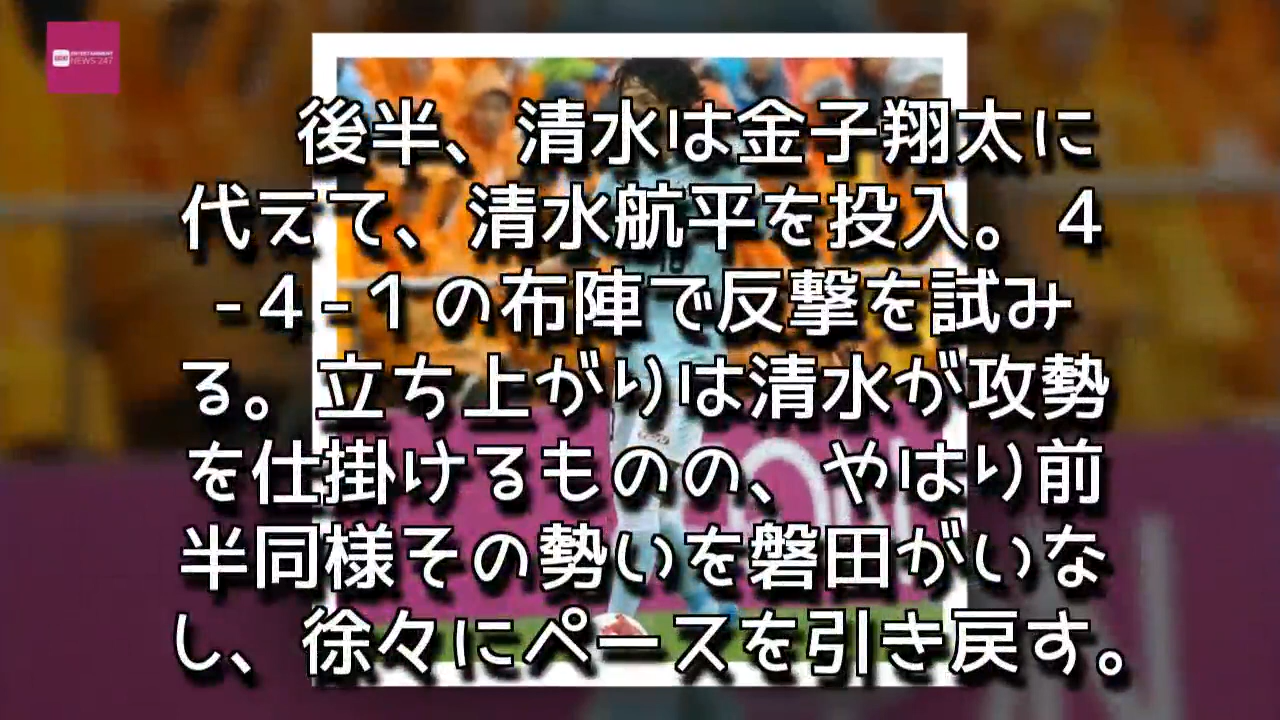 ENTERTAINMENT
NEWS 247
後半、清水は金子翔太に
代えて、清水航平を投入。４
-４-１の布陣で反撃を試み
る。立ち上がりは清水が攻勢
を仕掛けるものの、やはり前
半同様その勢いを磐田がいな
し、徐々にペースを引き戻す。